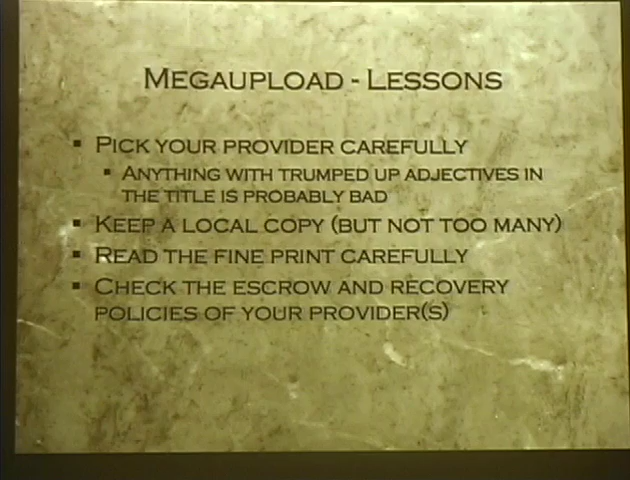 MEGAUPLOAD - LESSONS
▪ PICK YOUR PROVIDER CAREFULLY
▪ ANYTHING WITH TRUMPED UP ADJECTIVES IN
THE TITLE IS PROBABLY BAD
▪ KEEP A LOCAL COPY (BUT NOT TOO MANY)
▪ READ THE FINE PRINT CAREFULLY
▪ CHECK THE ESCROW AND RECOVERY
POLICIES OF YOUR PROVIDER(S)